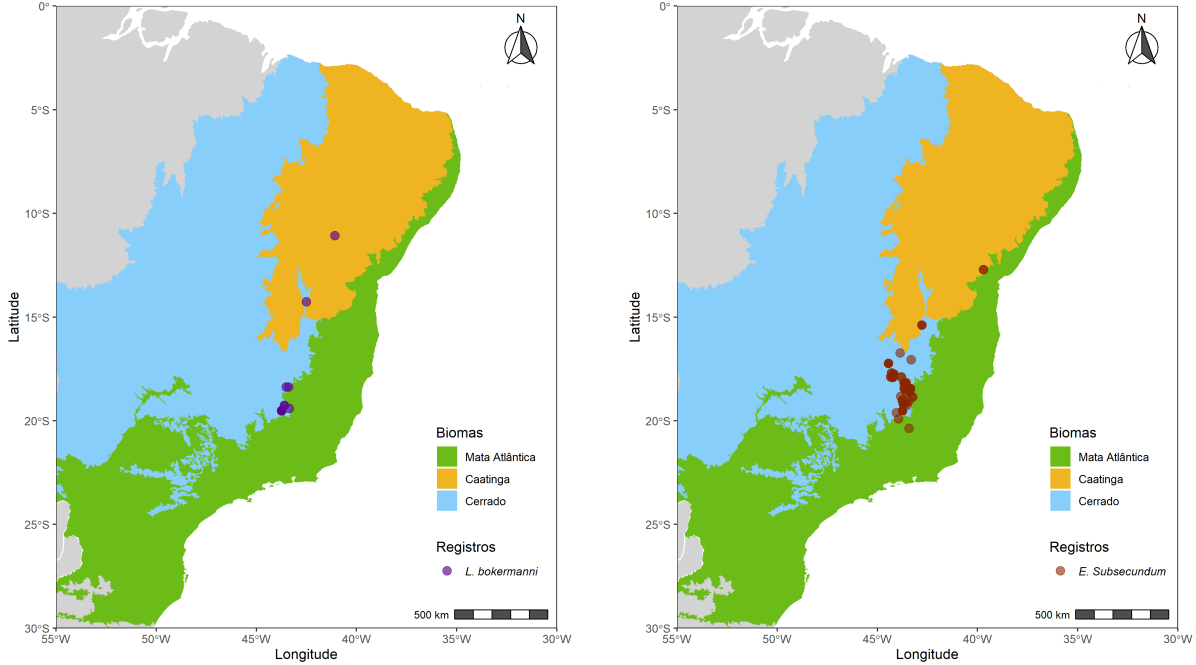 N
0°
5°S
10°S
15°S
20°S
25°S
30°S
Latitude
55°W
50°W
45°W
40°W
35°W
30°W
Longitude
Biomas
Mata Atlântica
Caatinga
Cerrado
Registros
L. bokermanni
500 km
N
0°
5°S
10°S
15°S
20°S
25°S
30°S
Latitude
55°W
50°W
45°W
40°W
35°W
30°W
Longitude
Biomas
Mata Atlântica
Caatinga
Cerrado
Registros
E. Subsecundum
500 km